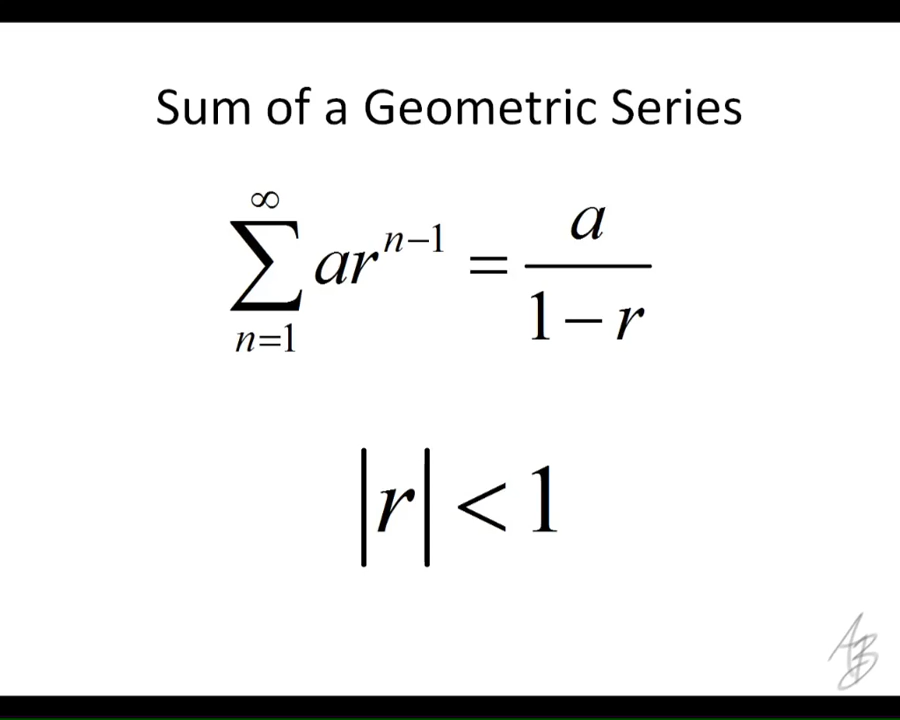 Sum of a Geometric Series
∑_{n=1}^{∞} ar^{n−1} = a / (1 − r)
|r| < 1